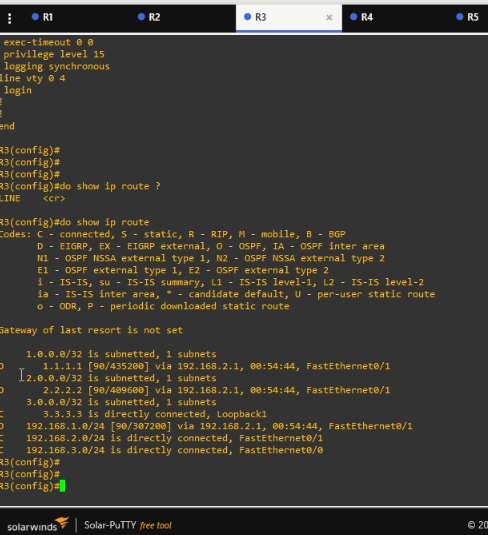 R1 R2 R3 × R4 R5
exec-timeout 0 0
privilege level 15
logging synchronous
line vty 0 4
login
!
!
end
R3(config)#
R3(config)#
R3(config)#
R3(config)#do show ip route ?
LINE <cr>
R3(config)#do show ip route
Codes: C - connected, S - static, R - RIP, M - mobile, B - BGP
D - EIGRP, EX - EIGRP external, O - OSPF, IA - OSPF inter area
N1 - OSPF NSSA external type 1, N2 - OSPF NSSA external type 2
E1 - OSPF external type 1, E2 - OSPF external type 2
i - IS-IS, su - IS-IS summary, L1 - IS-IS level-1, L2 - IS-IS level-2
ia - IS-IS inter area, * - candidate default, U - per-user static route
o - ODR, P - periodic downloaded static route
Gateway of last resort is not set
1.0.0.0/32 is subnetted, 1 subnets
D 1.1.1.1 [90/435200] via 192.168.2.1, 00:54:44, FastEthernet0/1
2.0.0.0/32 is subnetted, 1 subnets
D 2.2.2.2 [90/409600] via 192.168.2.1, 00:54:44, FastEthernet0/1
3.0.0.0/32 is subnetted, 1 subnets
C 3.3.3.3 is directly connected, Loopback1
D 192.168.1.0/24 [90/307200] via 192.168.2.1, 00:54:44, FastEthernet0/1
C 192.168.2.0/24 is directly connected, FastEthernet0/1
C 192.168.3.0/24 is directly connected, FastEthernet0/0
R3(config)#
R3(config)#
R3(config)#
solarwinds Solar-PuTTY free tool © 20